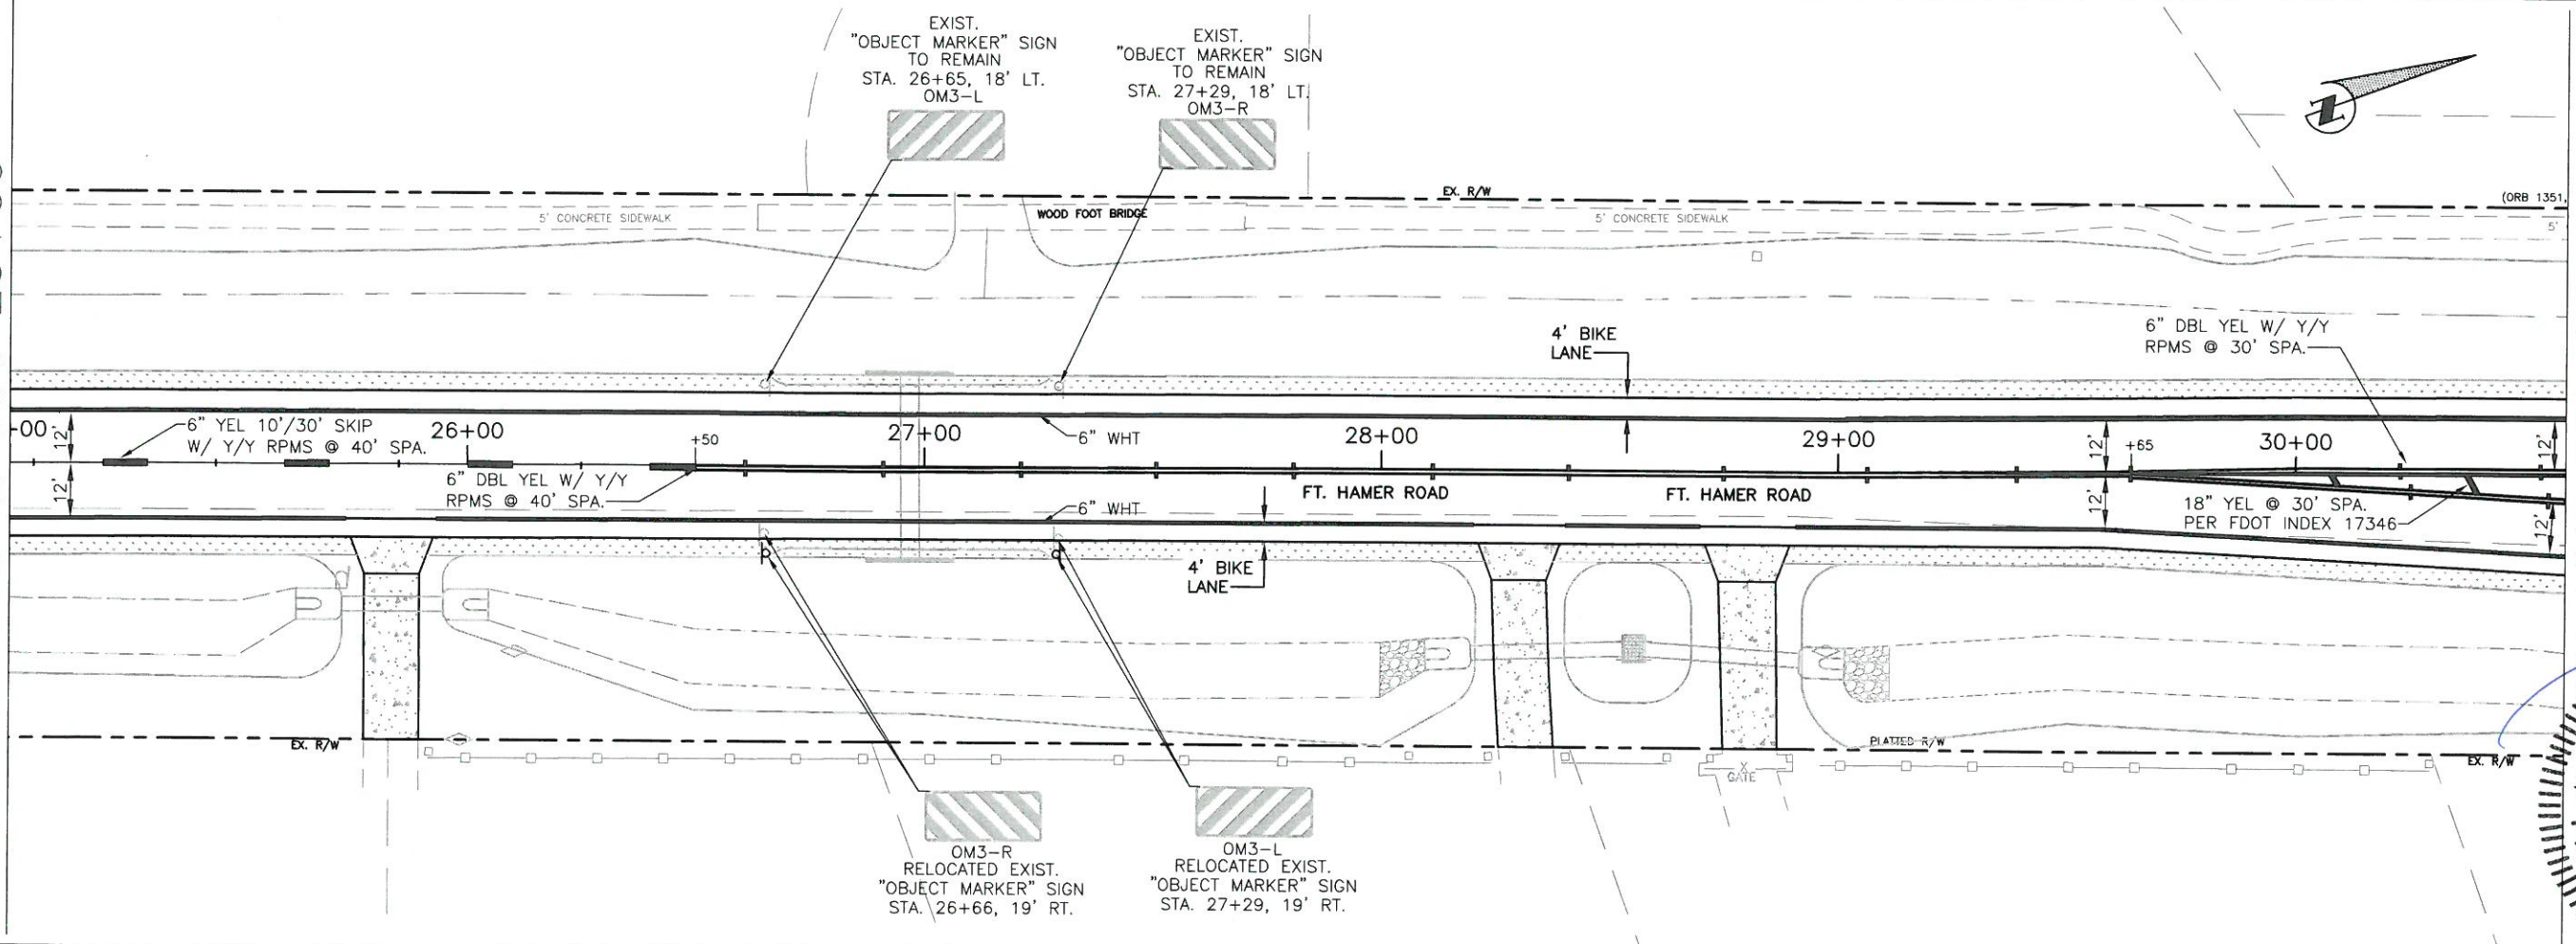 EXIST.
"OBJECT MARKER" SIGN
TO REMAIN
STA. 26+65, 18' LT.
OM3-L
EXIST.
"OBJECT MARKER" SIGN
TO REMAIN
STA. 27+29, 18' LT.
OM3-R
N
EX. R/W
(ORB 1351,
5' CONCRETE SIDEWALK
WOOD FOOT BRIDGE
5' CONCRETE SIDEWALK
5'
4' BIKE
LANE
6" DBL YEL W/ Y/Y
RPMS @ 30' SPA.
+00
12'
6" YEL 10'/30' SKIP
W/ Y/Y RPMS @ 40' SPA.
26+00
+50
27+00
6" WHT
28+00
29+00
12'
+65
30+00
12'
12'
6" DBL YEL W/ Y/Y
RPMS @ 40' SPA.
6" WHT
FT. HAMER ROAD
FT. HAMER ROAD
12'
18" YEL @ 30' SPA.
PER FDOT INDEX 17346
12'
4' BIKE
LANE
EX. R/W
PLATTED R/W
EX. R/W
X
GATE
OM3-R
RELOCATED EXIST.
"OBJECT MARKER" SIGN
STA. 26+66, 19' RT.
OM3-L
RELOCATED EXIST.
"OBJECT MARKER" SIGN
STA. 27+29, 19' RT.